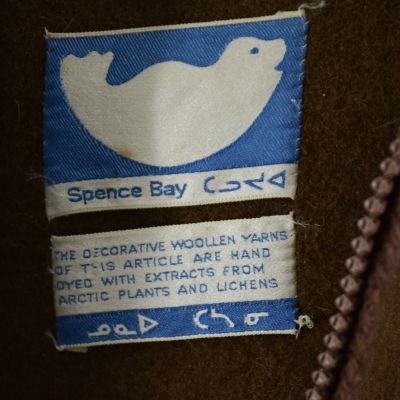 Spence Bay
THE DECORATIVE WOOLLEN YARNS
OF THIS ARTICLE ARE HAND
DYED WITH EXTRACTS FROM
ARCTIC PLANTS AND LICHENS